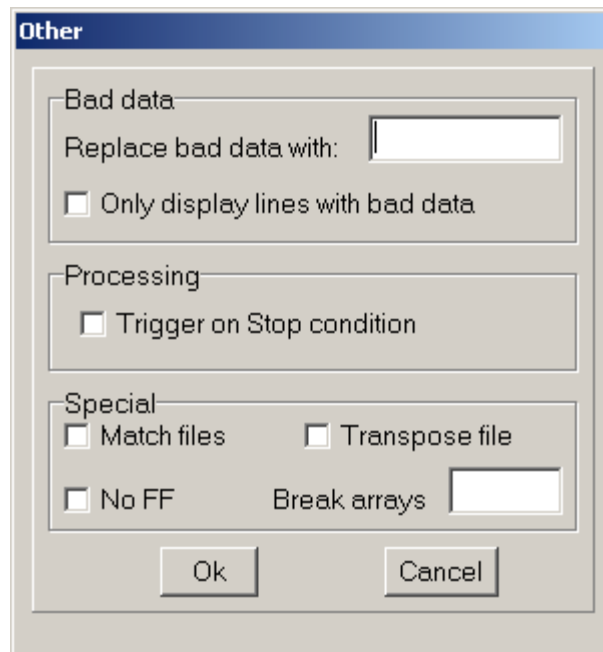 Other
Bad data
Replace bad data with:
Only display lines with bad data
Processing
Trigger on Stop condition
Special
Match files Transpose file
No FF Break arrays
Ok Cancel